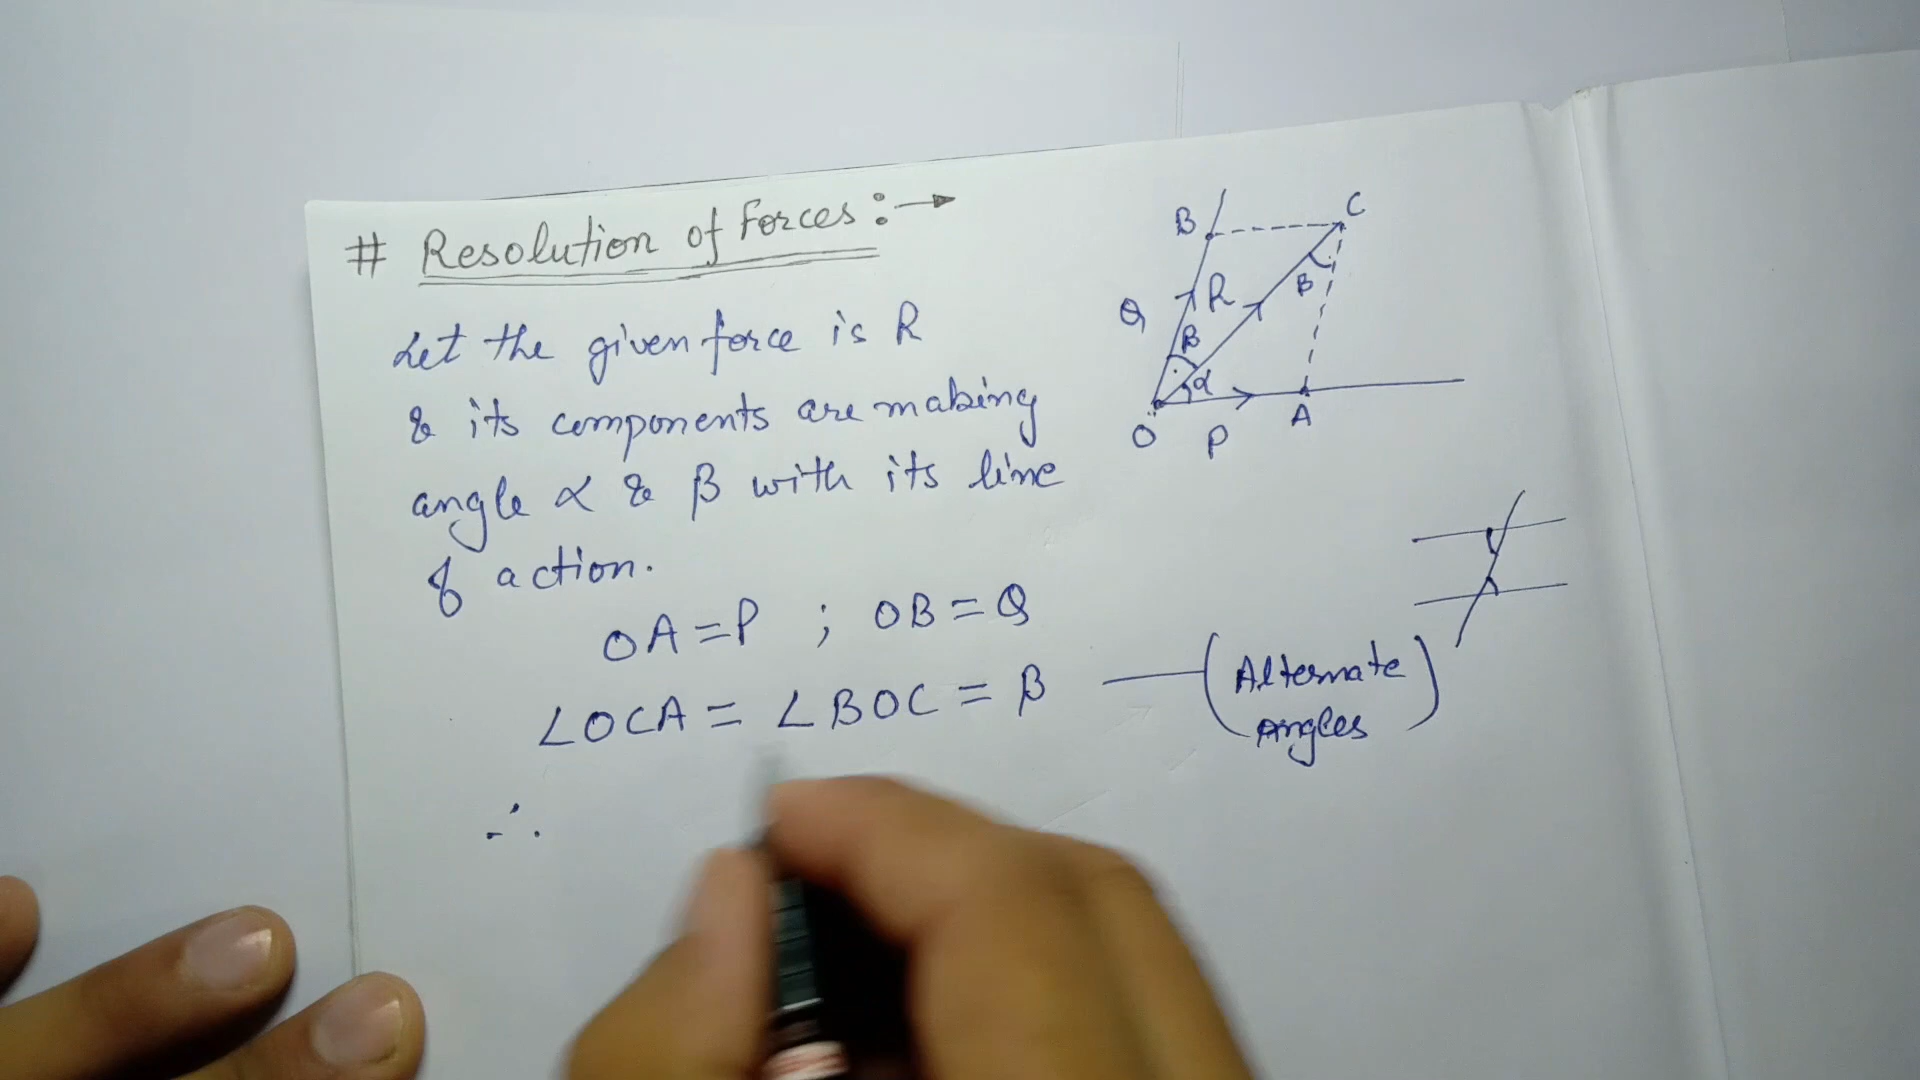 # Resolution of Forces :→
Let the given force is R
& its components are making
angle α & β with its line
of action.
OA = P ; OB = Q
∠OCA = ∠BOC = β — (Alternate
Angles)
∴
B
C
Q
R
β
β
α
O
P
A